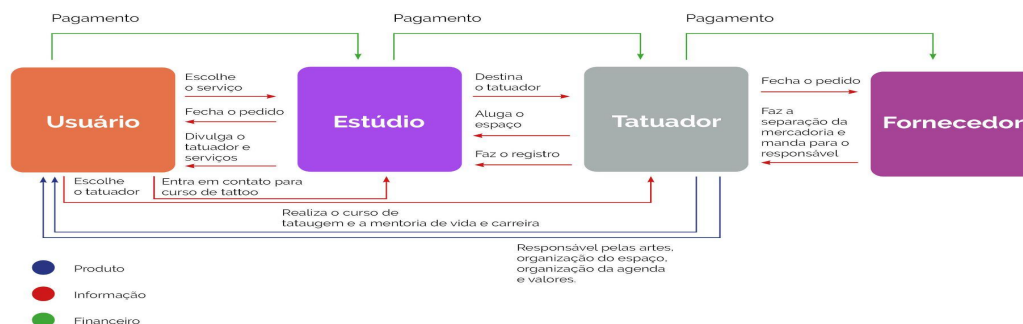 Pagamento
Pagamento
Pagamento
Usuário
Escolhe
o serviço
Fecha o pedido
Divulga o
tatuador e
serviços
Estúdio
Destina
o tatuador
Aluga o
espaço
Faz o registro
Tatuador
Fecha o pedido
Faz a
separação da
mercadoria e
manda para o
responsável
Fornecedor
Escolhe
o tatuador
Entra em contato para
curso de tattoo
Realiza o curso de
tataugem e a mentoria de vida e carreira
Responsável pelas artes,
organização do espaço,
organização da agenda
e valores.
Produto
Informação
Financeiro